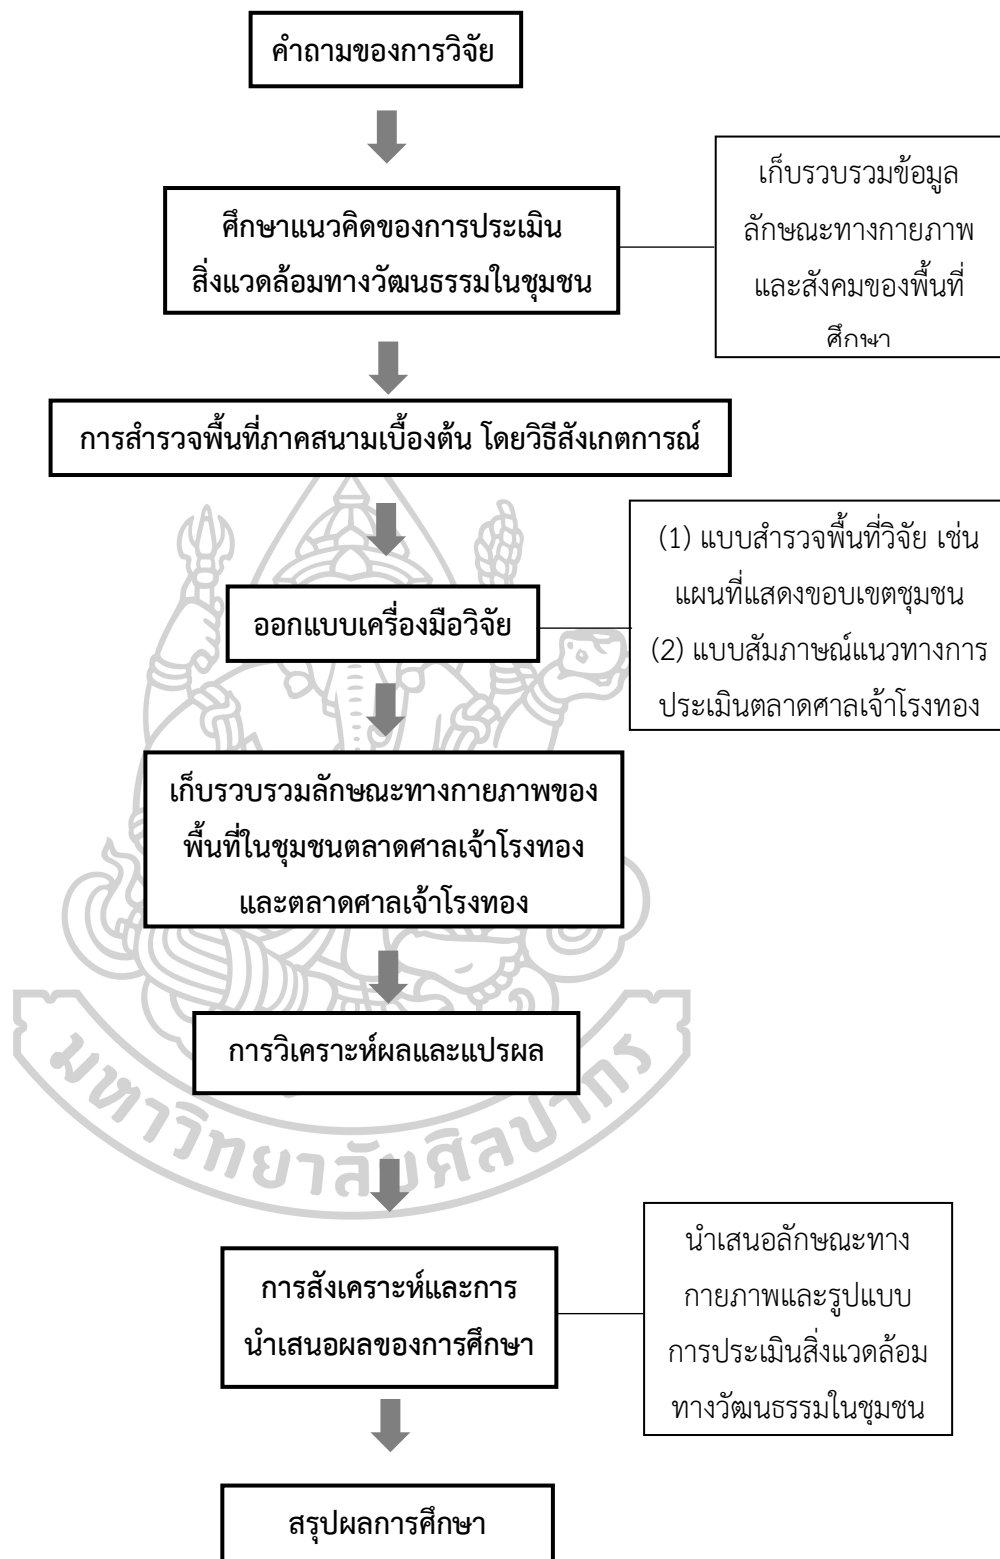 คำถามของการวิจัย
ศึกษาแนวคิดของการประเมิน
สิ่งแวดล้อมทางวัฒนธรรมในชุมชน
เก็บรวบรวมข้อมูล
ลักษณะทางกายภาพ
และสังคมของพื้นที่
ศึกษา
การสำรวจพื้นที่ภาคสนามเบื้องต้น โดยวิธีสังเกตการณ์
ออกแบบเครื่องมือวิจัย
(1) แบบสำรวจพื้นที่วิจัย เช่น
แผนที่แสดงขอบเขตชุมชน
(2) แบบสัมภาษณ์แนวทางการ
ประเมินตลาดศาลเจ้าโรงทอง
เก็บรวบรวมลักษณะทางกายภาพของ
พื้นที่ในชุมชนตลาดศาลเจ้าโรงทอง
และตลาดศาลเจ้าโรงทอง
การวิเคราะห์ผลและแปรผล
มหาวิทยาลัยศิลปากร
การสังเคราะห์และการ
นำเสนอผลของการศึกษา
นำเสนอลักษณะทาง
กายภาพและรูปแบบ
การประเมินสิ่งแวดล้อม
ทางวัฒนธรรมในชุมชน
สรุปผลการศึกษา